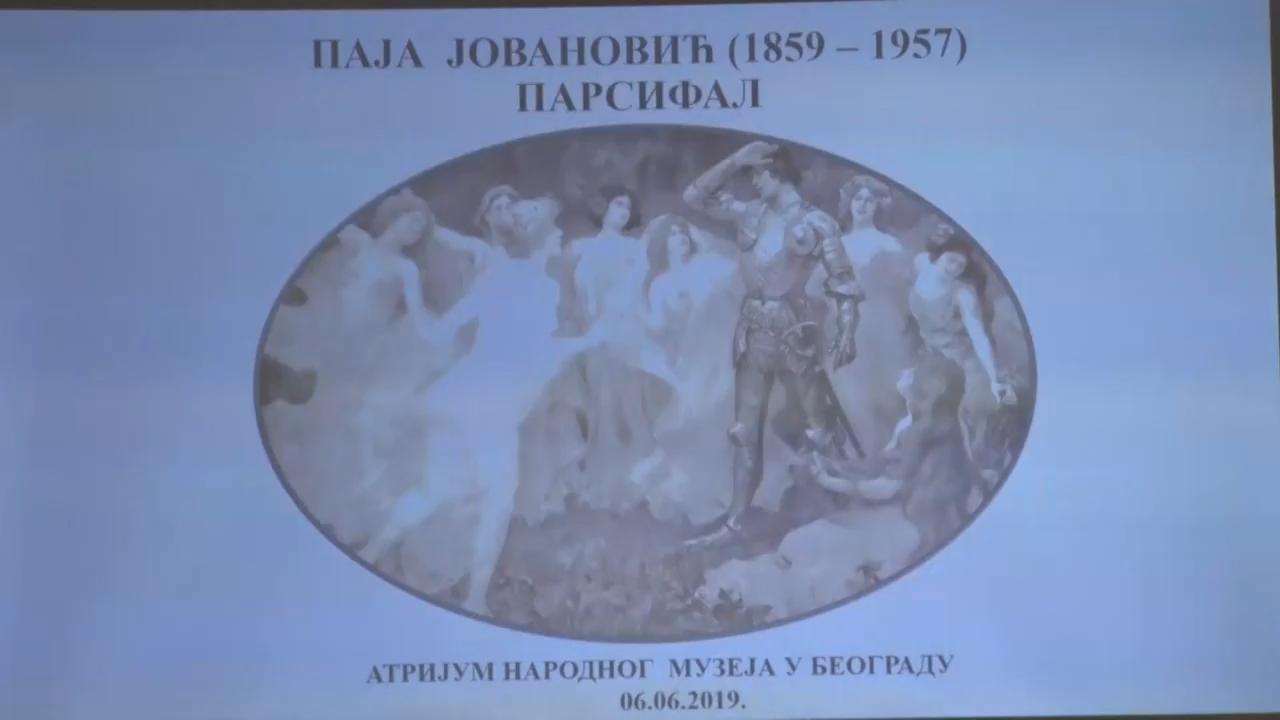 ПАЈА ЈОВАНОВИЋ (1859 – 1957)
ПАРСИФАЛ
АТРИЈУМ НАРОДНОГ МУЗЕЈА У БЕОГРАДУ
06.06.2019.